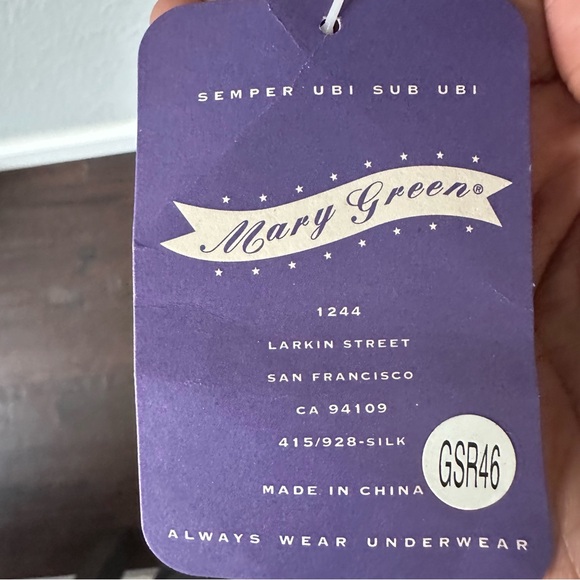 SEMPER UBI SUB UBI
Mary Green®
1244
LARKIN STREET
SAN FRANCISCO
CA 94109
415/928-SILK
GSR46
MADE IN CHINA
ALWAYS WEAR UNDERWEAR